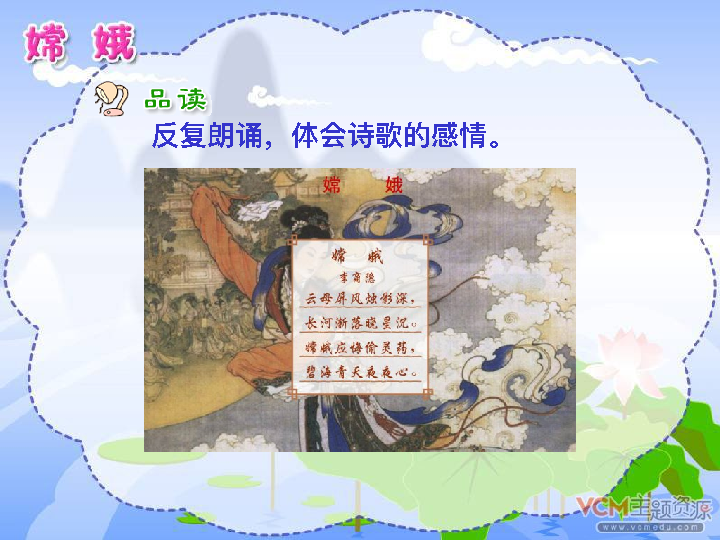 嫦 娥
品读
反复朗诵，体会诗歌的感情。
嫦 娥
嫦 娥
李商隐
云母屏风烛影深，
长河渐落晓星沉。
嫦娥应悔偷灵药，
碧海青天夜夜心。
VCM主题资源
www.vcmedu.com